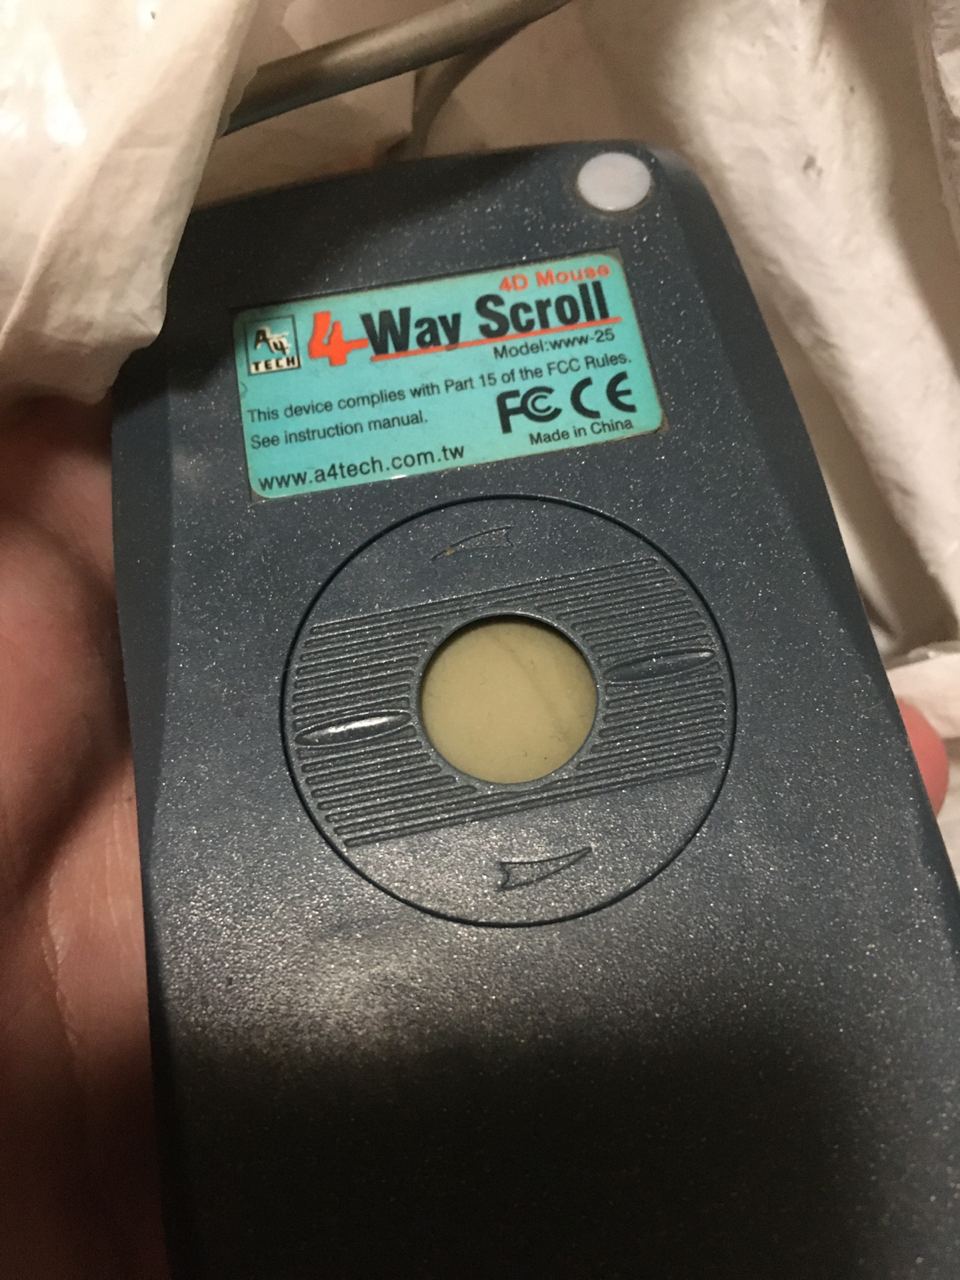 4D Mouse
A4 TECH
4-Way Scroll
Model:www-25
This device complies with Part 15 of the FCC Rules.
See instruction manual.
FC CE
Made in China
www.a4tech.com.tw